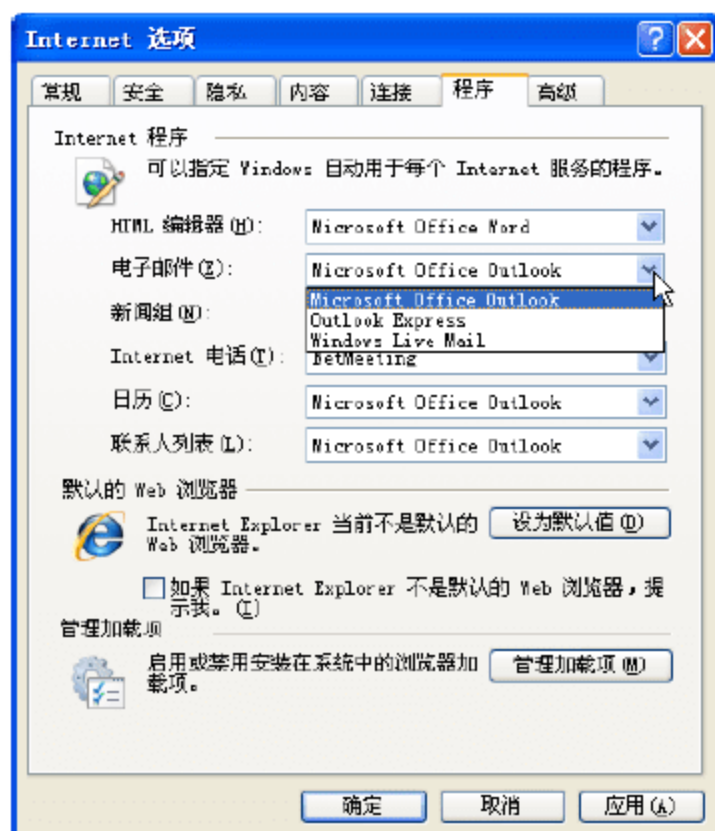 Internet 选项
常规 安全 隐私 内容 连接 程序 高级
Internet 程序
可以指定 Windows 自动用于每个 Internet 服务的程序。
HTML 编辑器(H): Microsoft Office Word
电子邮件(E): Microsoft Office Outlook
Microsoft Office Outlook
新闻组(N): Outlook Express
Windows Live Mail
Internet 电话(T): NetMeeting
日历(C): Microsoft Office Outlook
联系人列表(L): Microsoft Office Outlook
默认的 Web 浏览器
Internet Explorer 当前不是默认的 设为默认值(D)
Web 浏览器。
如果 Internet Explorer 不是默认的 Web 浏览器，提
示我。(I)
管理加载项
启用或禁用安装在系统中的浏览器加 管理加载项(M)
载项。
确定 取消 应用(A)